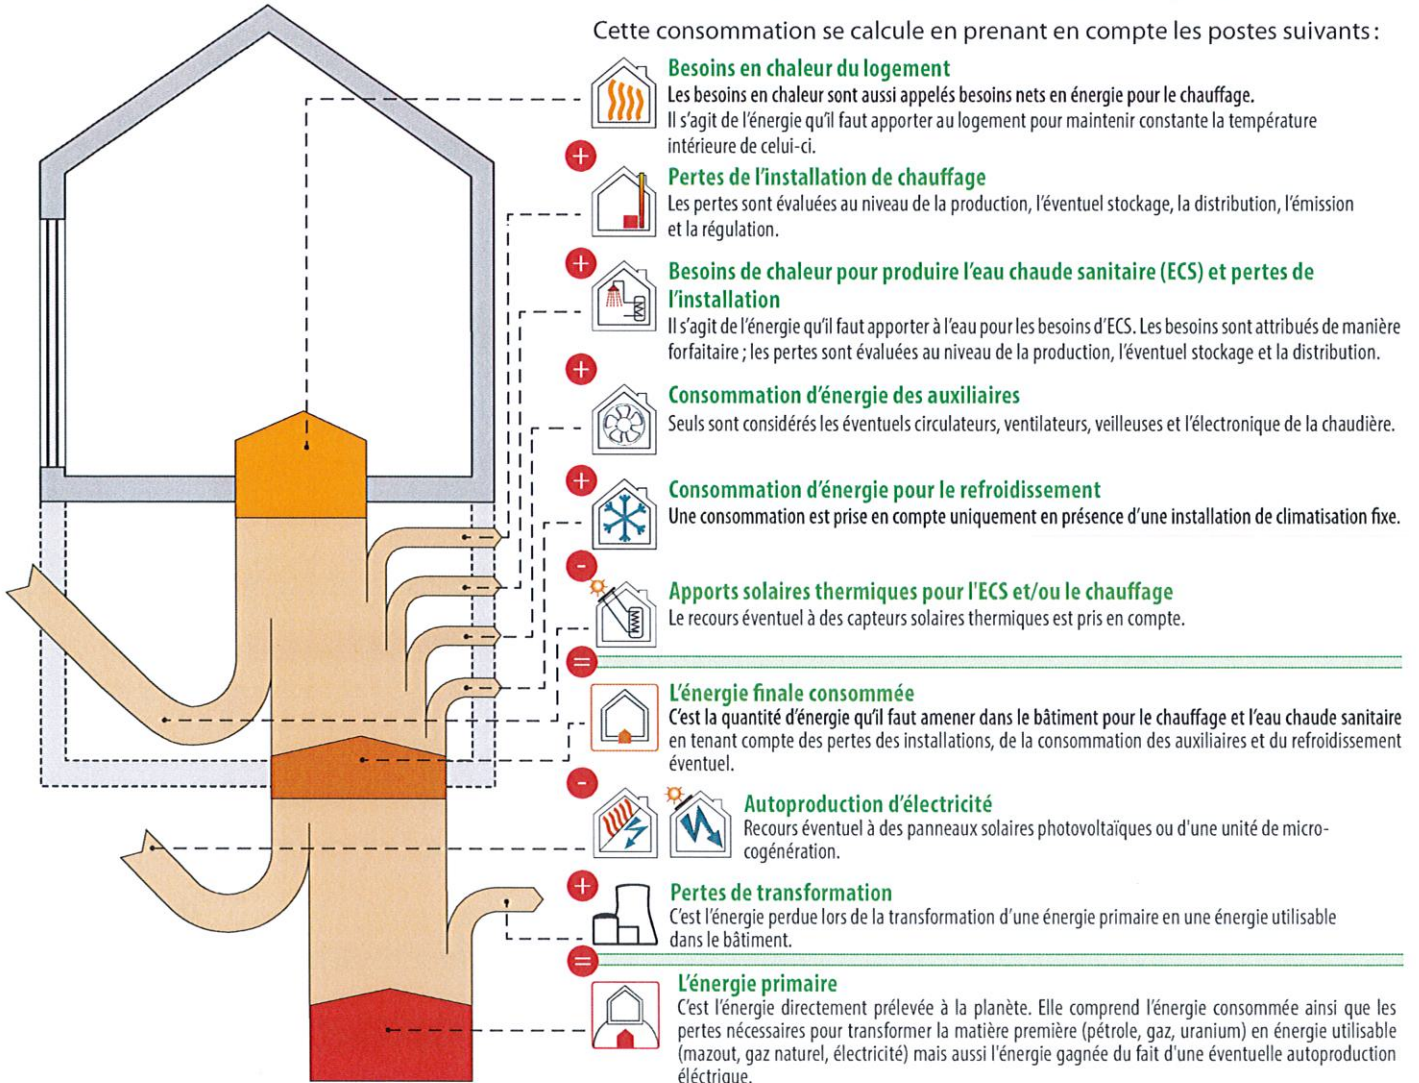 Cette consommation se calcule en prenant en compte les postes suivants :
Besoins en chaleur du logement
Les besoins en chaleur sont aussi appelés besoins nets en énergie pour le chauffage.
Il s'agit de l'énergie qu'il faut apporter au logement pour maintenir constante la température
intérieure de celui-ci.
+
Pertes de l'installation de chauffage
Les pertes sont évaluées au niveau de la production, l'éventuel stockage, la distribution, l'émission
et la régulation.
+
Besoins de chaleur pour produire l'eau chaude sanitaire (ECS) et pertes de
l'installation
Il s'agit de l'énergie qu'il faut apporter à l'eau pour les besoins d'ECS. Les besoins sont attribués de manière
forfaitaire ; les pertes sont évaluées au niveau de la production, l'éventuel stockage et la distribution.
+
Consommation d'énergie des auxiliaires
Seuls sont considérés les éventuels circulateurs, ventilateurs, veilleuses et l'électronique de la chaudière.
+
Consommation d'énergie pour le refroidissement
Une consommation est prise en compte uniquement en présence d'une installation de climatisation fixe.
-
Apports solaires thermiques pour l'ECS et/ou le chauffage
Le recours éventuel à des capteurs solaires thermiques est pris en compte.
=
L'énergie finale consommée
C'est la quantité d'énergie qu'il faut amener dans le bâtiment pour le chauffage et l'eau chaude sanitaire
en tenant compte des pertes des installations, de la consommation des auxiliaires et du refroidissement
éventuel.
-
Autoproduction d'électricité
Recours éventuel à des panneaux solaires photovoltaïques ou d'une unité de micro-
cogénération.
+
Pertes de transformation
C'est l'énergie perdue lors de la transformation d'une énergie primaire en une énergie utilisable
dans le bâtiment.
=
L'énergie primaire
C'est l'énergie directement prélevée à la planète. Elle comprend l'énergie consommée ainsi que les
pertes nécessaires pour transformer la matière première (pétrole, gaz, uranium) en énergie utilisable
(mazout, gaz naturel, électricité) mais aussi l'énergie gagnée du fait d'une éventuelle autoproduction
éléctrique.